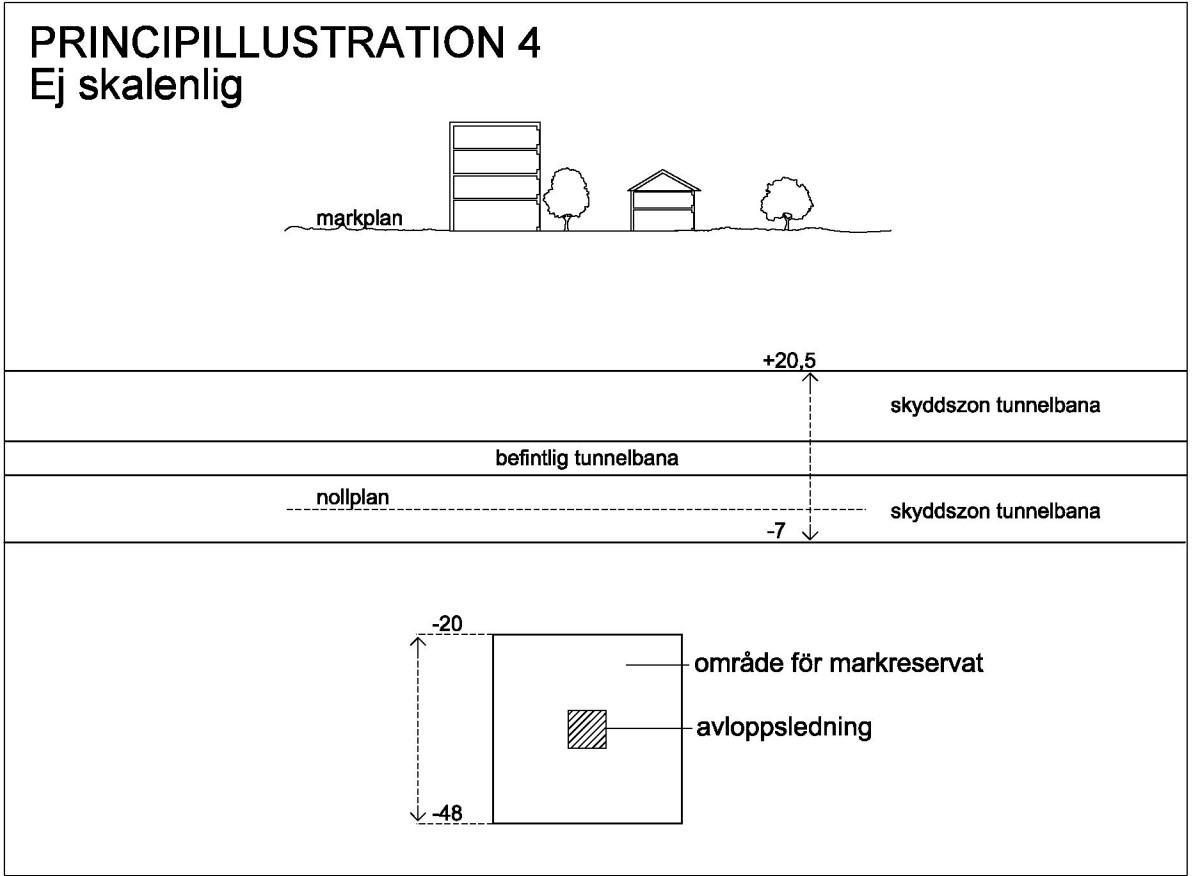 PRINCIPILLUSTRATION 4
Ej skalenlig
markplan
+20,5
skyddszon tunnelbana
befintlig tunnelbana
nollplan
skyddszon tunnelbana
-7
-20
område för markreservat
avloppsledning
-48